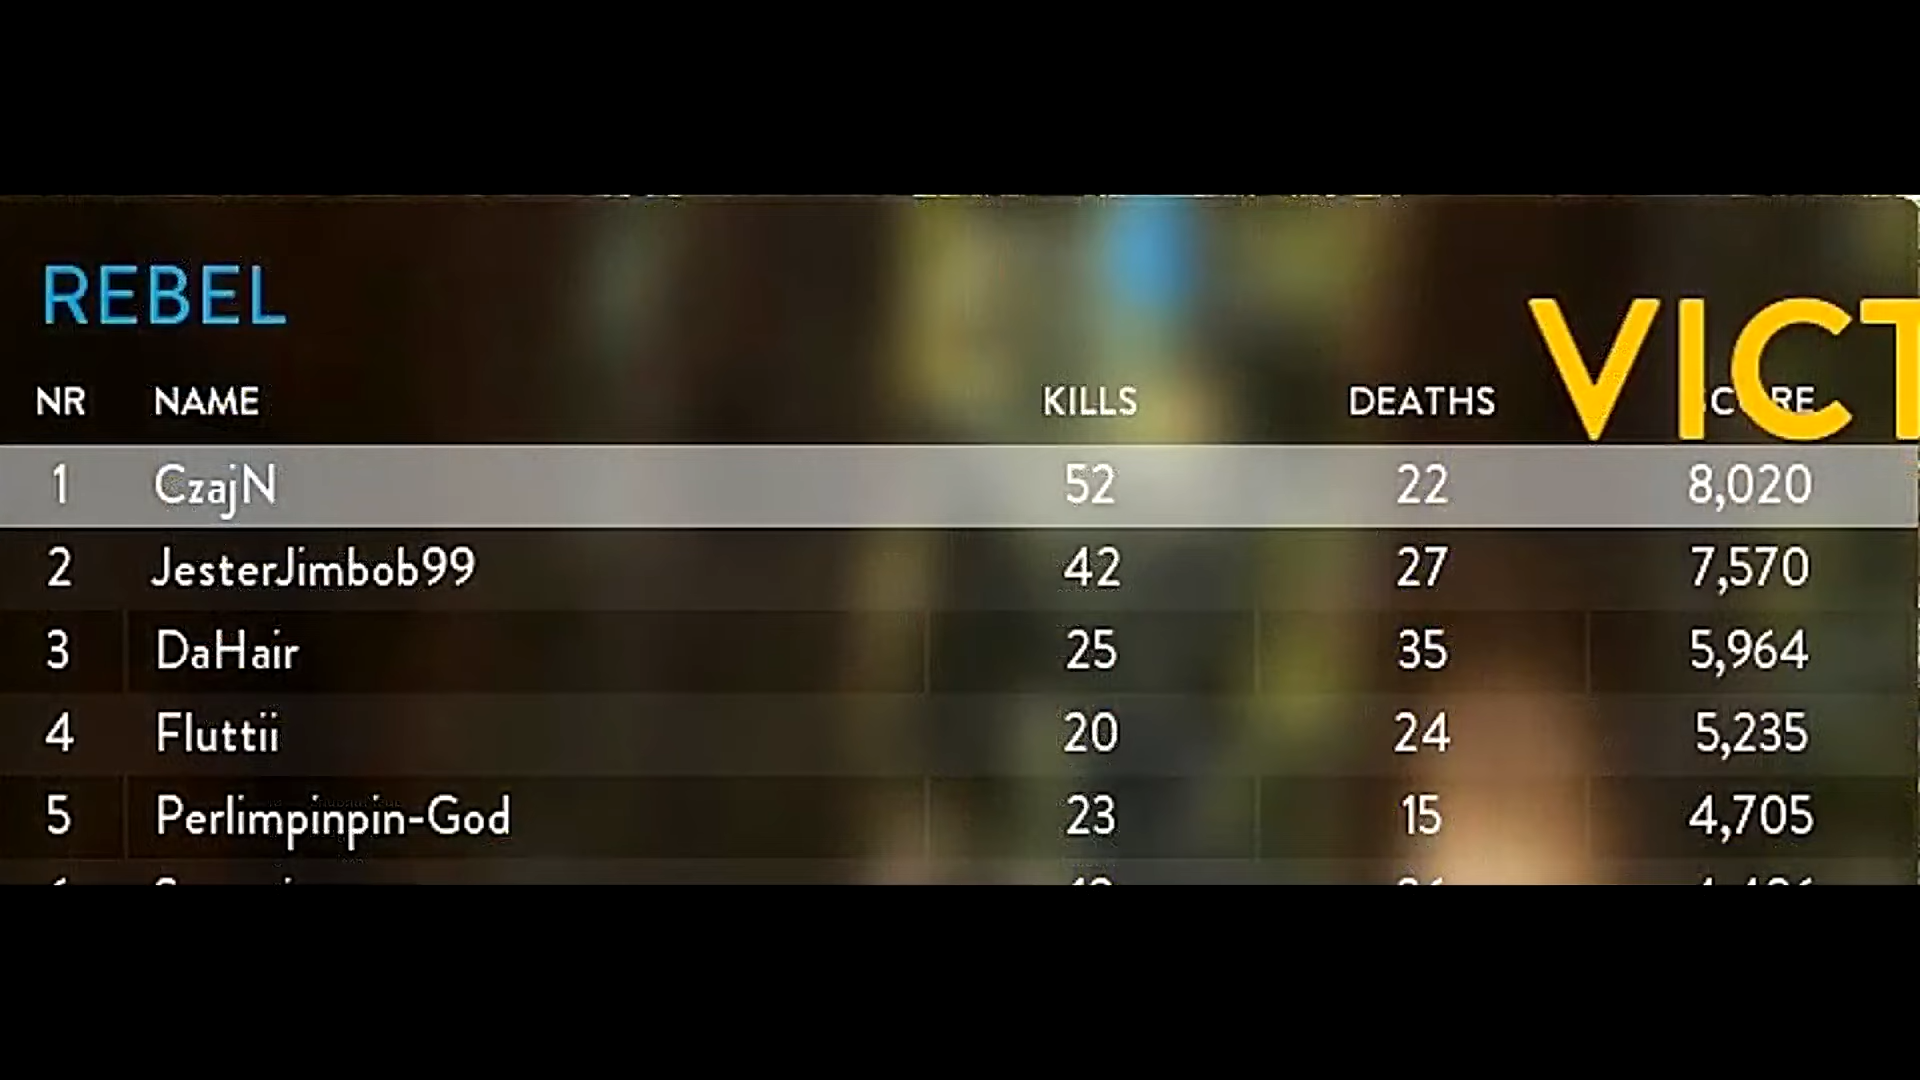 REBEL
VICT
NR NAME KILLS DEATHS
1 CzajN 52 22 8,020
2 JesterJimbob99 42 27 7,570
3 DaHair 25 35 5,964
4 Fluttii 20 24 5,235
5 Perlimpinpin-God 23 15 4,705